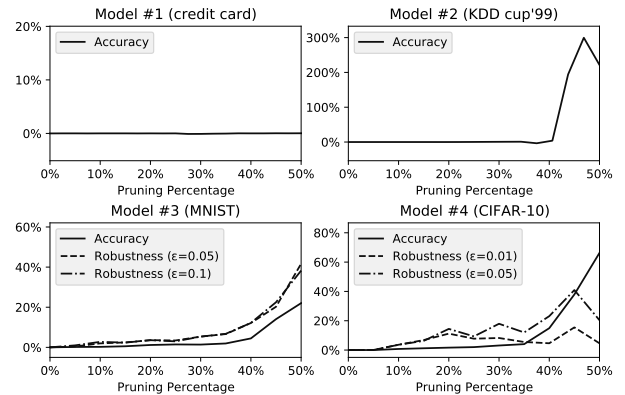 Model #1 (credit card)
20%
10%
0%
Accuracy
0% 10% 20% 30% 40% 50%
Pruning Percentage
Model #2 (KDD cup'99)
300%
200%
100%
0%
Accuracy
0% 10% 20% 30% 40% 50%
Pruning Percentage
Model #3 (MNIST)
60%
40%
20%
0%
Accuracy
Robustness (ε=0.05)
Robustness (ε=0.1)
0% 10% 20% 30% 40% 50%
Pruning Percentage
Model #4 (CIFAR-10)
80%
60%
40%
20%
0%
Accuracy
Robustness (ε=0.01)
Robustness (ε=0.05)
0% 10% 20% 30% 40% 50%
Pruning Percentage